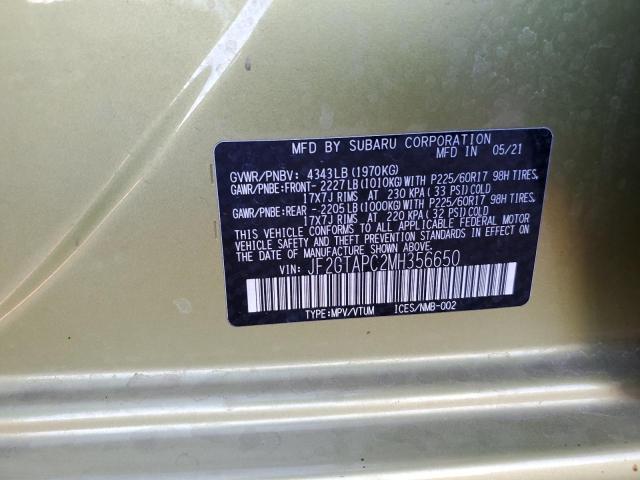 MFD BY SUBARU CORPORATION
MFD IN 05/21
GVWR/PNBV: 4343LB (1970KG)
GAWR/PNBE:FRONT- 2227LB(1010KG)WITH P225/60R17 98H TIRES,
17X7J RIMS AT 230 KPA (33 PSI) COLD
GAWR/PNBE:REAR -2205LB(1000KG)WITH P225/60R17 98H TIRES,
17X7J RIMS AT 220 KPA (32 PSI) COLD
THIS VEHICLE CONFORMS TO ALL APPLICABLE FEDERAL MOTOR
VEHICLE SAFETY AND THEFT PREVENTION STANDARDS IN
EFFECT ON THE DATE OF MANUFACTURE SHOWN ABOVE.
VIN: JF2GTAPC2MH356650
TYPE:MPV/VTUM ICES/NMB-002